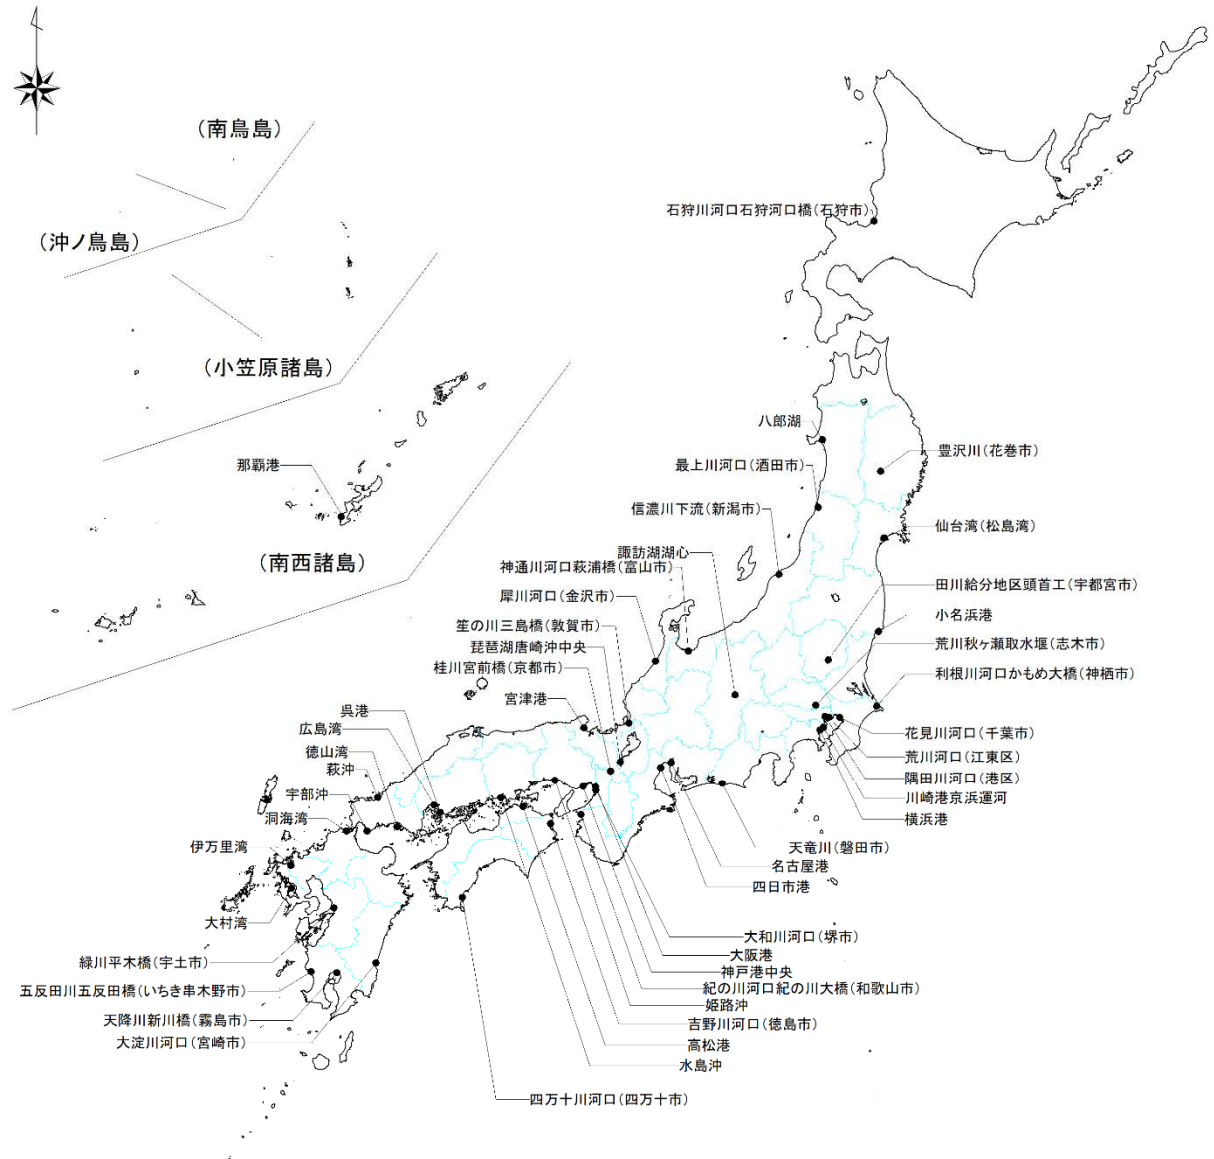 （南鳥島）
（沖ノ鳥島）
（小笠原諸島）
（南西諸島）
那覇港
石狩川河口石狩河口橋（石狩市）
八郎湖
豊沢川（花巻市）
最上川河口（酒田市）
信濃川下流（新潟市）
仙台湾（松島湾）
諏訪湖湖心
神通川河口萩浦橋（富山市）
田川給分地区頭首工（宇都宮市）
犀川河口（金沢市）
小名浜港
笙の川三島橋（敦賀市）
荒川秋ヶ瀬取水堰（志木市）
琵琶湖唐崎沖中央
桂川宮前橋（京都市）
利根川河口かもめ大橋（神栖市）
宮津港
呉港
広島湾
花見川河口（千葉市）
徳山湾
荒川河口（江東区）
萩沖
隅田川河口（港区）
宇部沖
川崎港京浜運河
洞海湾
横浜港
伊万里湾
天竜川（磐田市）
名古屋港
四日市港
大村湾
大和川河口（堺市）
大阪港
緑川平木橋（宇土市）
神戸港中央
五反田川五反田橋（いちき串木野市）
紀の川河口紀の川大橋（和歌山市）
姫路沖
天降川新川橋（霧島市）
吉野川河口（徳島市）
大淀川河口（宮崎市）
高松港
水島沖
四万十川河口（四万十市）